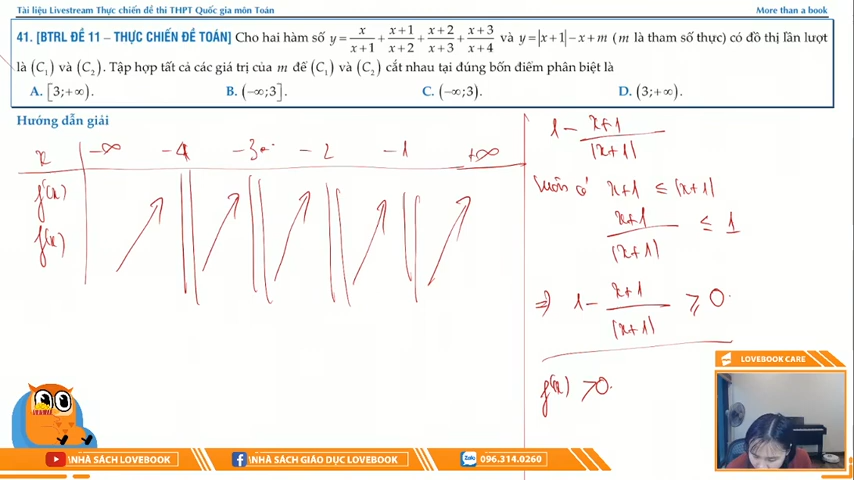 Tài liệu Livestream Thực chiến đề thi THPT Quốc gia môn Toán
More than a book
41. [BTRL ĐỀ 11 – THỰC CHIẾN ĐỀ TOÁN] Cho hai hàm số y = x/(x+1) + (x+1)/(x+2) + (x+2)/(x+3) + (x+3)/(x+4) và y = |x+1| − x + m (m là tham số thực) có đồ thị lần lượt
là (C₁) và (C₂). Tập hợp tất cả các giá trị của m để (C₁) và (C₂) cắt nhau tại đúng bốn điểm phân biệt là
A. [3;+∞). B. (−∞;3]. C. (−∞;3). D. (3;+∞).
Hướng dẫn giải
x −∞ −4 −3 −2 −1 +∞
f'(x)
f(x)
1 − (x+1)/|x+1|
luôn có x+1 ≤ |x+1|
(x+1)/|x+1| ≤ 1
⇒ 1 − (x+1)/|x+1| ≥ 0.
f'(x) > 0.
LOVEBOOK CARE
NHÀ SÁCH LOVEBOOK
NHÀ SÁCH GIÁO DỤC LOVEBOOK
Zalo 096.314.0260